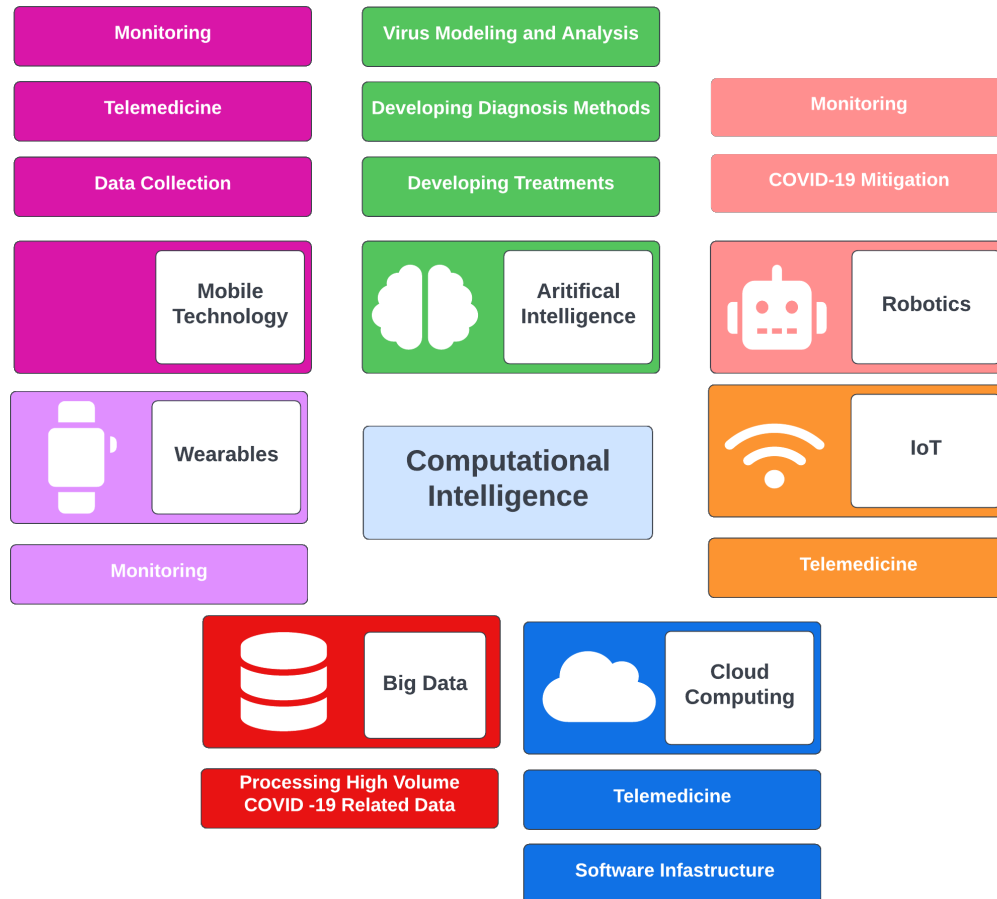 Monitoring
Virus Modeling and Analysis
Telemedicine
Developing Diagnosis Methods
Monitoring
Data Collection
Developing Treatments
COVID-19 Mitigation
Mobile
Technology
Aritifical
Intelligence
Robotics
Wearables
Computational
Intelligence
IoT
Monitoring
Telemedicine
Big Data
Cloud
Computing
Processing High Volume
COVID -19 Related Data
Telemedicine
Software Infastructure